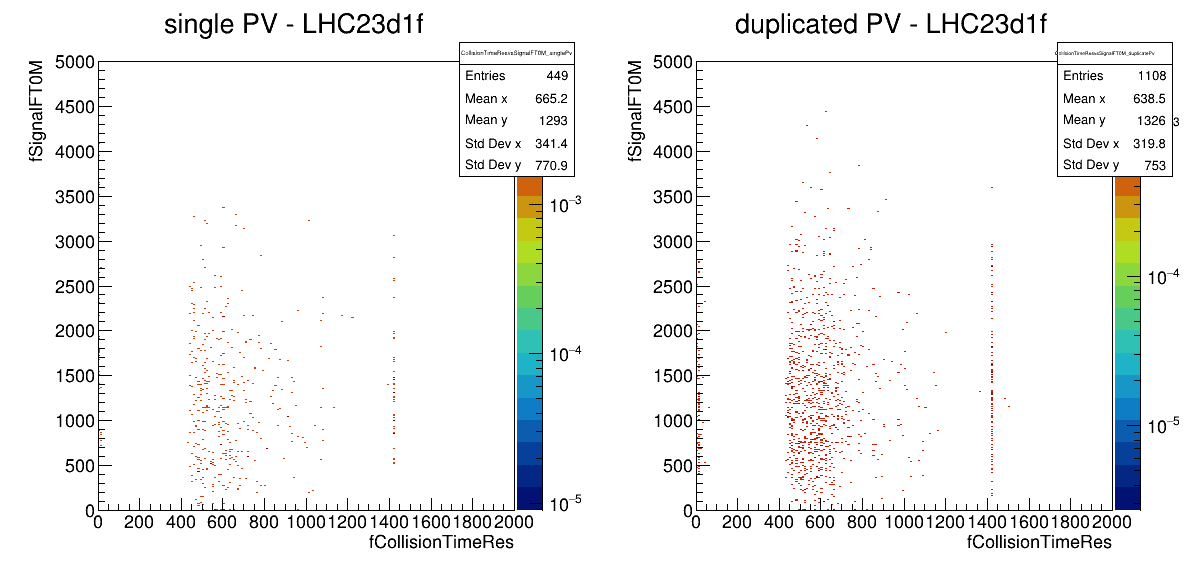 single PV - LHC23d1f
CollisionTimeResvsSignalFT0M_singlePv
Entries 449
Mean x 665.2
Mean y 1293
Std Dev x 341.4
Std Dev y 770.9
fSignalFT0M
5000
4500
4000
3500
3000
2500
2000
1500
1000
500
0
0 200 400 600 800 1000 1200 1400 1600 1800 2000
fCollisionTimeRes
10⁻³
10⁻⁴
10⁻⁵
duplicated PV - LHC23d1f
CollisionTimeResvsSignalFT0M_duplicatePv
Entries 1108
Mean x 638.5
Mean y 1326
Std Dev x 319.8
Std Dev y 753
3
fSignalFT0M
5000
4500
4000
3500
3000
2500
2000
1500
1000
500
0
0 200 400 600 800 1000 1200 1400 1600 1800 2000
fCollisionTimeRes
10⁻⁴
10⁻⁵